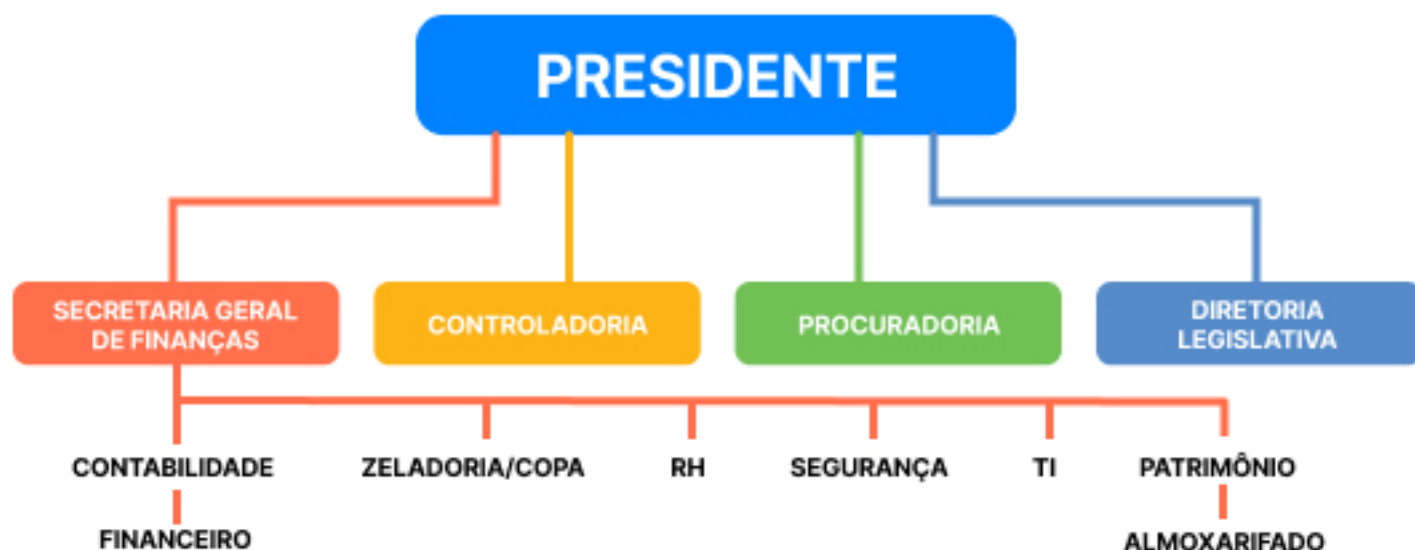 PRESIDENTE
SECRETARIA GERAL
DE FINANÇAS
CONTROLADORIA
PROCURADORIA
DIRETORIA
LEGISLATIVA
CONTABILIDADE
ZELADORIA/COPA
RH
SEGURANÇA
TI
PATRIMÔNIO
FINANCEIRO
ALMOXARIFADO